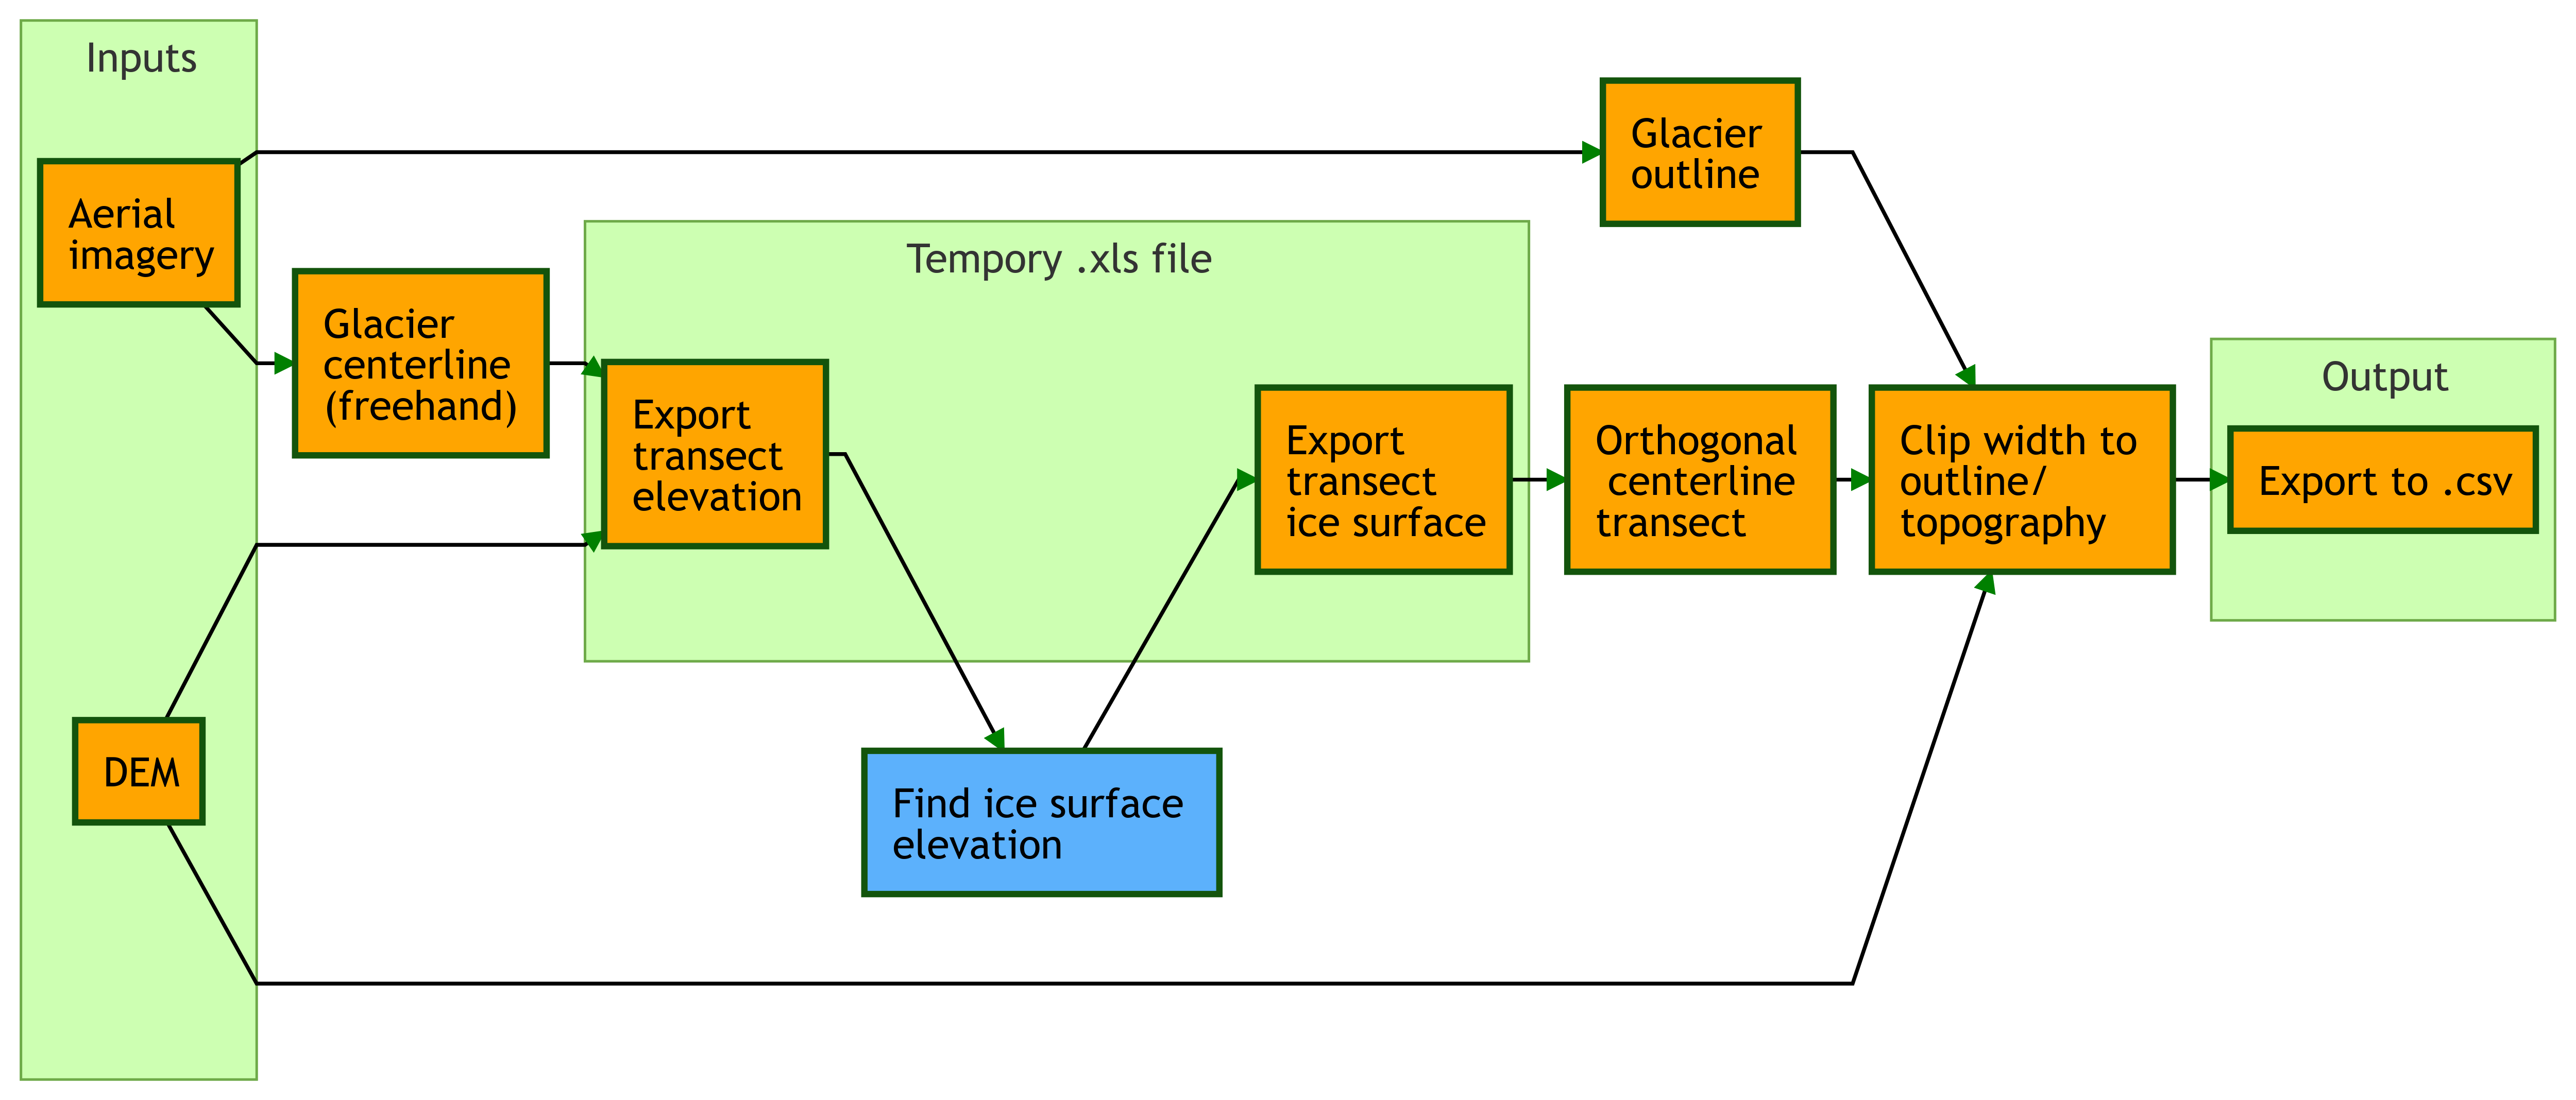 Inputs
Aerial
imagery
DEM
Glacier
centerline
(freehand)
Tempory .xls file
Export
transect
elevation
Find ice surface
elevation
Export
transect
ice surface
Glacier
outline
Orthogonal
centerline
transect
Clip width to
outline/
topography
Output
Export to .csv